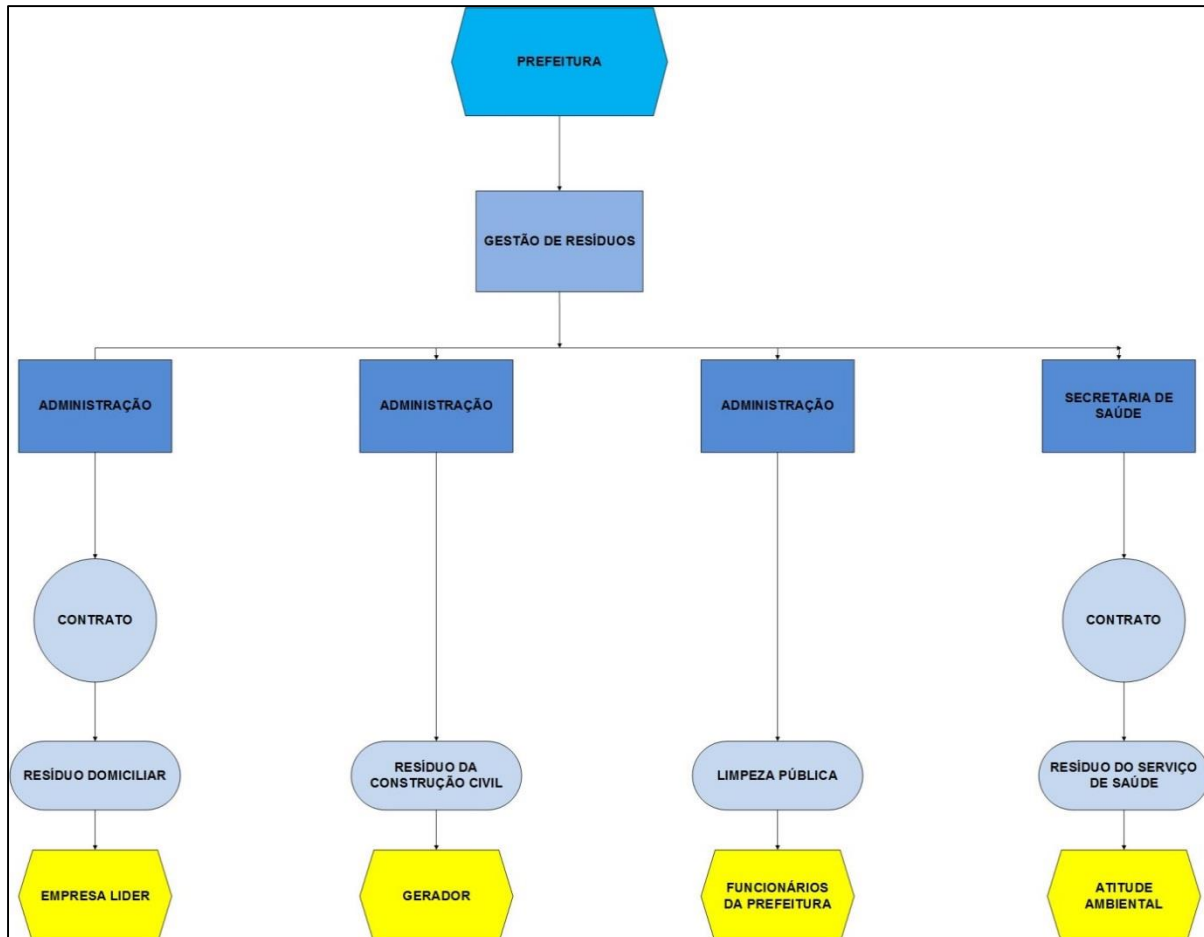 PREFEITURA
GESTÃO DE RESÍDUOS
ADMINISTRAÇÃO
ADMINISTRAÇÃO
ADMINISTRAÇÃO
SECRETARIA DE
SAÚDE
CONTRATO
CONTRATO
RESÍDUO DOMICILIAR
RESÍDUO DA
CONSTRUÇÃO CIVIL
LIMPEZA PÚBLICA
RESÍDUO DO SERVIÇO
DE SAÚDE
EMPRESA LIDER
GERADOR
FUNCIONÁRIOS
DA PREFEITURA
ATITUDE
AMBIENTAL